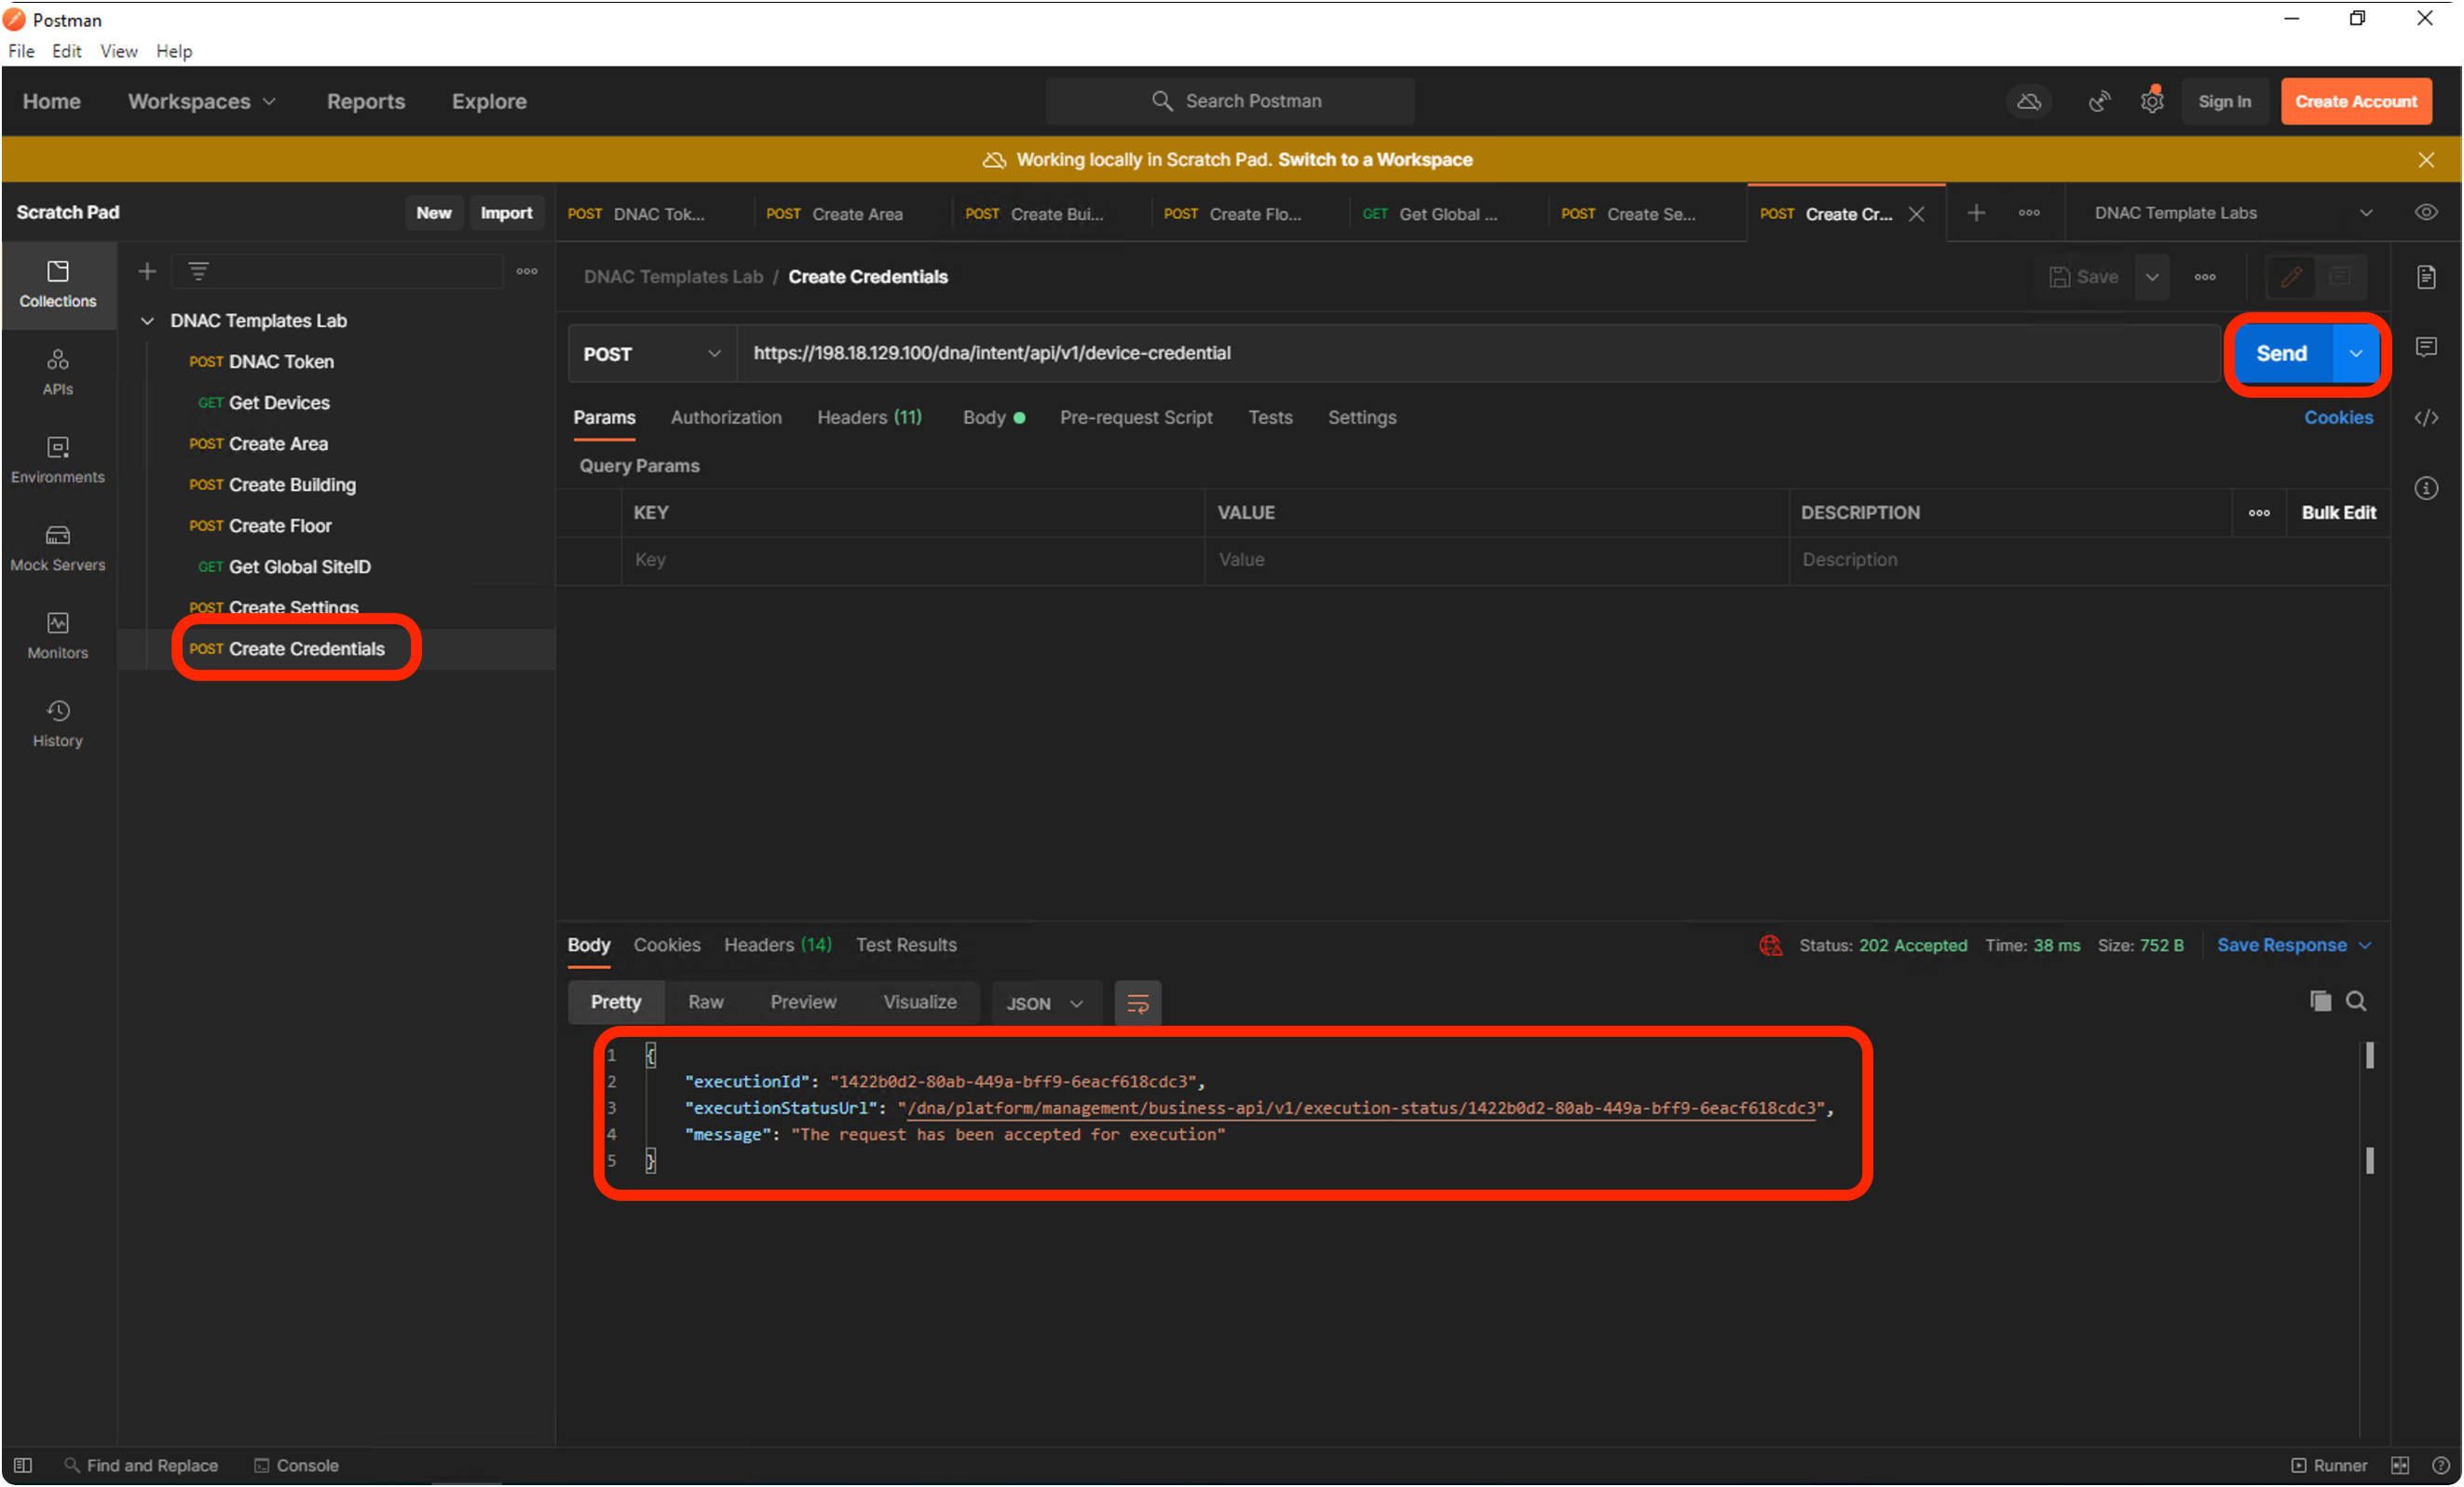 Postman
File Edit View Help
Home Workspaces Reports Explore Search Postman Sign In Create Account
Working locally in Scratch Pad. Switch to a Workspace
Scratch Pad New Import POST DNAC Tok... POST Create Area POST Create Bui... POST Create Flo... GET Get Global ... POST Create Se... POST Create Cr... DNAC Template Labs
Collections
APIs
Environments
Mock Servers
Monitors
History
DNAC Templates Lab
POST DNAC Token
GET Get Devices
POST Create Area
POST Create Building
POST Create Floor
GET Get Global SiteID
POST Create Settings
POST Create Credentials
DNAC Templates Lab / Create Credentials Save
POST https://198.18.129.100/dna/intent/api/v1/device-credential Send
Params Authorization Headers (11) Body Pre-request Script Tests Settings Cookies
Query Params
KEY VALUE DESCRIPTION Bulk Edit
Key Value Description
Body Cookies Headers (14) Test Results Status: 202 Accepted Time: 38 ms Size: 752 B Save Response
Pretty Raw Preview Visualize JSON
1 {
2 "executionId": "1422b0d2-80ab-449a-bff9-6eacf618cdc3",
3 "executionStatusUrl": "/dna/platform/management/business-api/v1/execution-status/1422b0d2-80ab-449a-bff9-6eacf618cdc3",
4 "message": "The request has been accepted for execution"
5 }
Find and Replace Console Runner